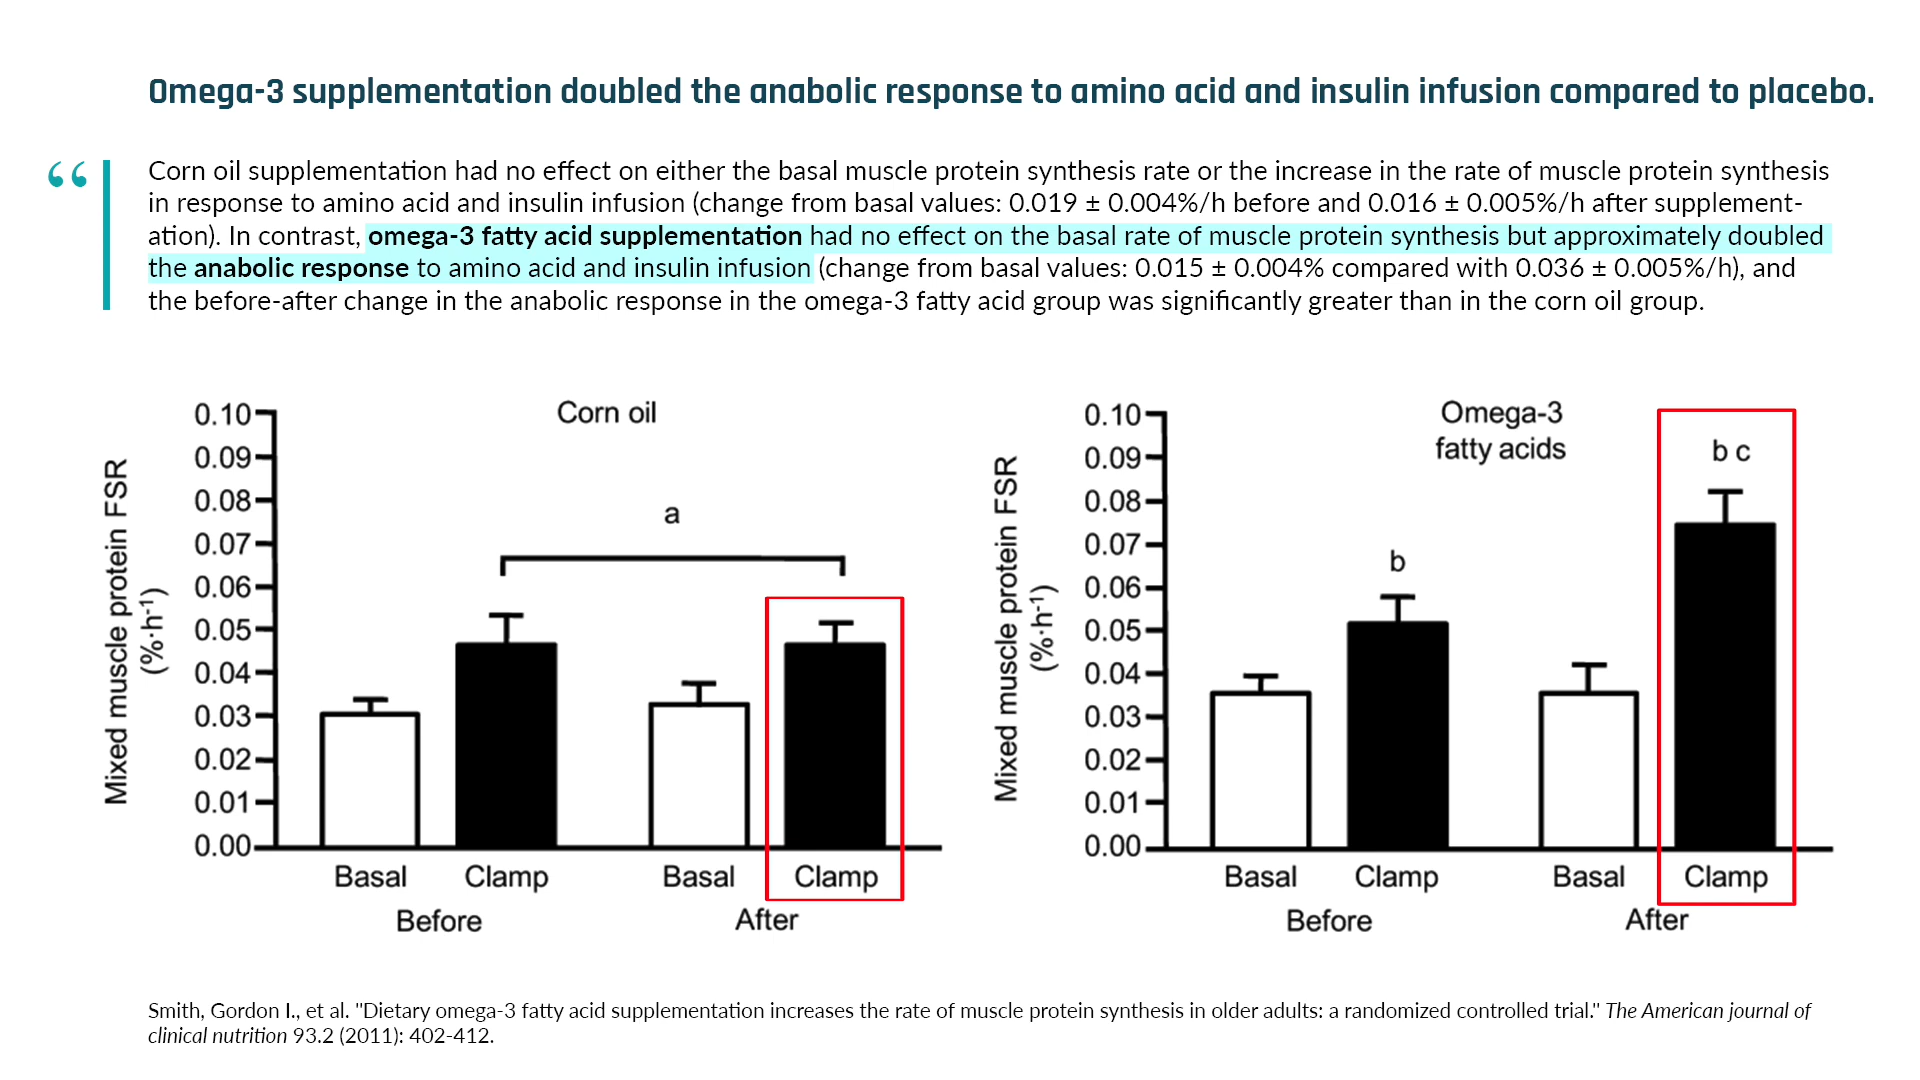 Omega-3 supplementation doubled the anabolic response to amino acid and insulin infusion compared to placebo.
“
Corn oil supplementation had no effect on either the basal muscle protein synthesis rate or the increase in the rate of muscle protein synthesis
in response to amino acid and insulin infusion (change from basal values: 0.019 ± 0.004%/h before and 0.016 ± 0.005%/h after supplement-
ation). In contrast, omega-3 fatty acid supplementation had no effect on the basal rate of muscle protein synthesis but approximately doubled
the anabolic response to amino acid and insulin infusion (change from basal values: 0.015 ± 0.004% compared with 0.036 ± 0.005%/h), and
the before-after change in the anabolic response in the omega-3 fatty acid group was significantly greater than in the corn oil group.
Corn oil
Mixed muscle protein FSR
(%·h⁻¹)
0.10
0.09
0.08
0.07
0.06
0.05
0.04
0.03
0.02
0.01
0.00
a
Basal Clamp Basal Clamp
Before After
Omega-3
fatty acids
Mixed muscle protein FSR
(%·h⁻¹)
0.10
0.09
0.08
0.07
0.06
0.05
0.04
0.03
0.02
0.01
0.00
b
b c
Basal Clamp Basal Clamp
Before After
Smith, Gordon I., et al. "Dietary omega-3 fatty acid supplementation increases the rate of muscle protein synthesis in older adults: a randomized controlled trial." The American journal of
clinical nutrition 93.2 (2011): 402-412.